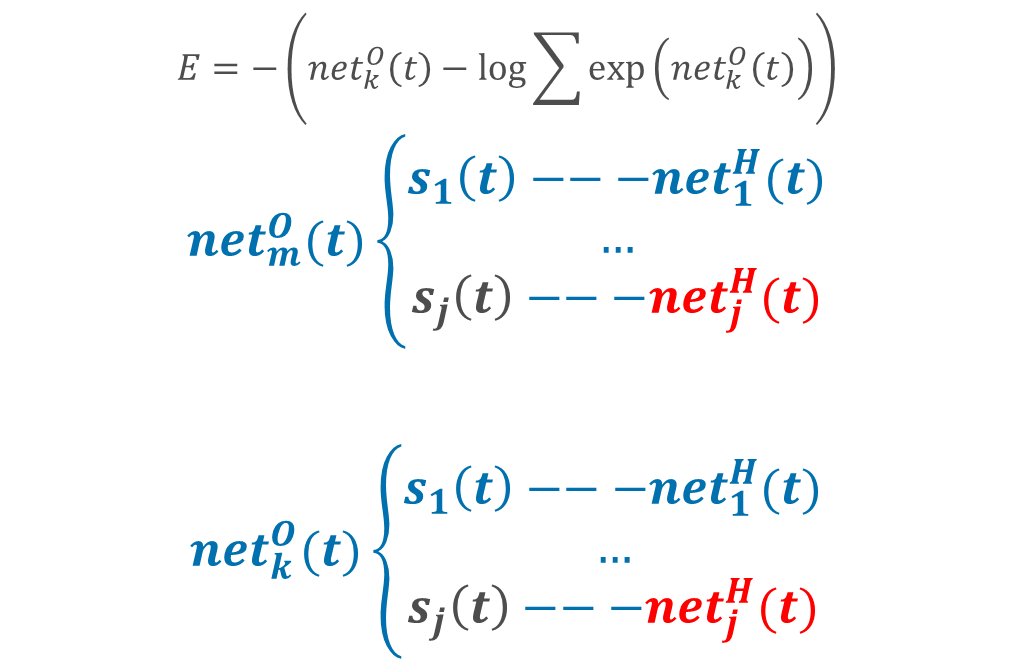 E = −(net_k^O(t) − log ∑ exp(net_k^O(t)))
net_m^O(t) { s_1(t) −− −net_1^H(t)
...
s_j(t) −− −net_j^H(t)
net_k^O(t) { s_1(t) −− −net_1^H(t)
...
s_j(t) −− −net_j^H(t)